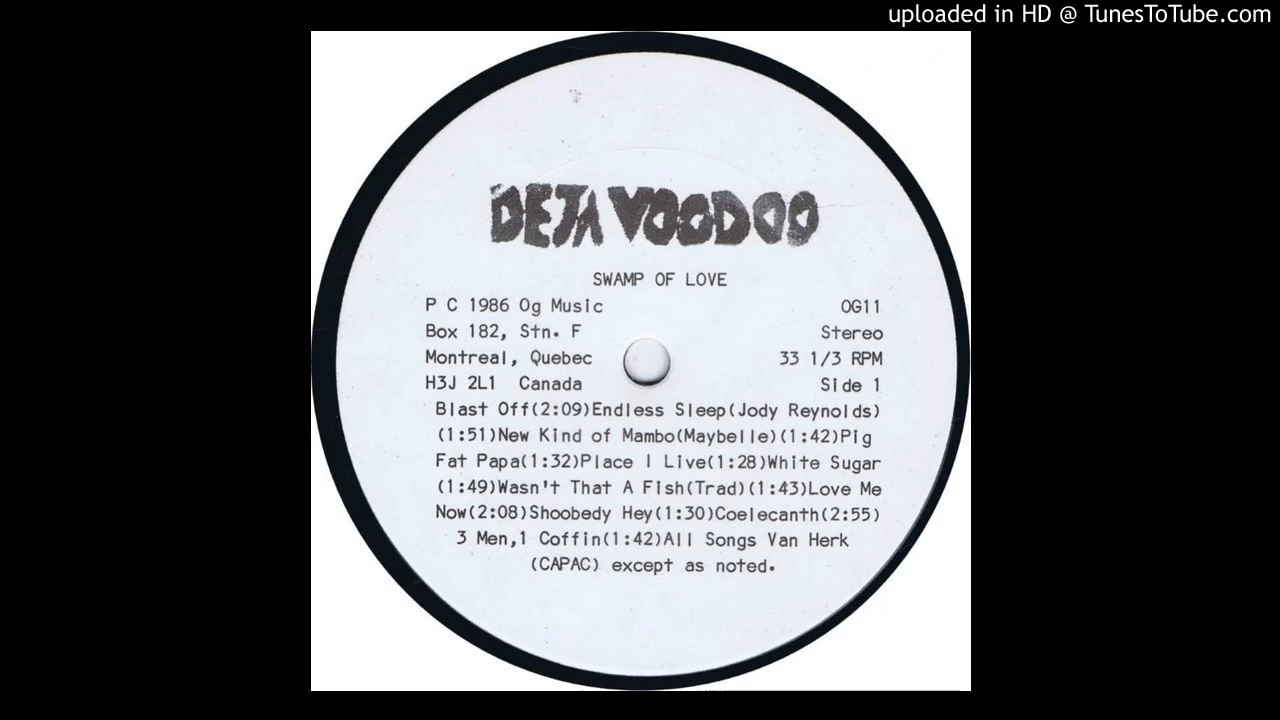 uploaded in HD @ TunesToTube.com
DEJA VOODOO
SWAMP OF LOVE
P C 1986 Og Music OG11
Box 182, Stn. F Stereo
Montreal, Quebec 33 1/3 RPM
H3J 2L1 Canada Side 1
Blast Off(2:09)Endless Sleep(Jody Reynolds)
(1:51)New Kind of Mambo(Maybelle)(1:42)Pig
Fat Papa(1:32)Place I Live(1:28)White Sugar
(1:49)Wasn't That A Fish(Trad)(1:43)Love Me
Now(2:08)Shoobedy Hey(1:30)Coelecanth(2:55)
3 Men,1 Coffin(1:42)All Songs Van Herk
(CAPAC) except as noted.